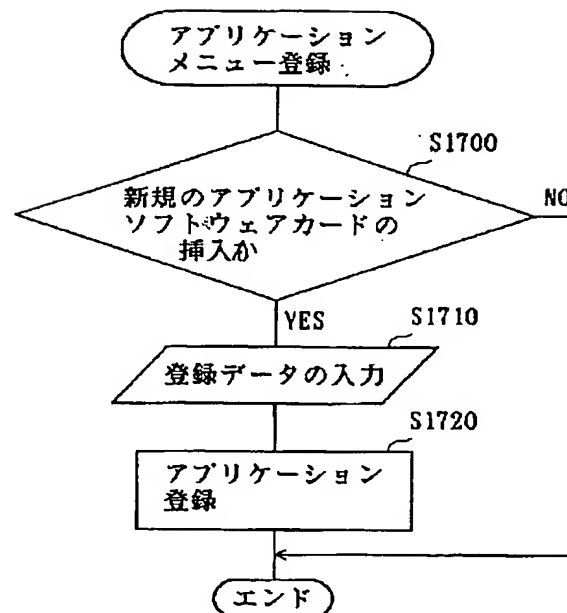 アプリケーション
メニュー登録
S1700
新規のアプリケーション
ソフトウェアカードの
挿入か
NO
YES
S1710
登録データの入力
S1720
アプリケーション
登録
エンド